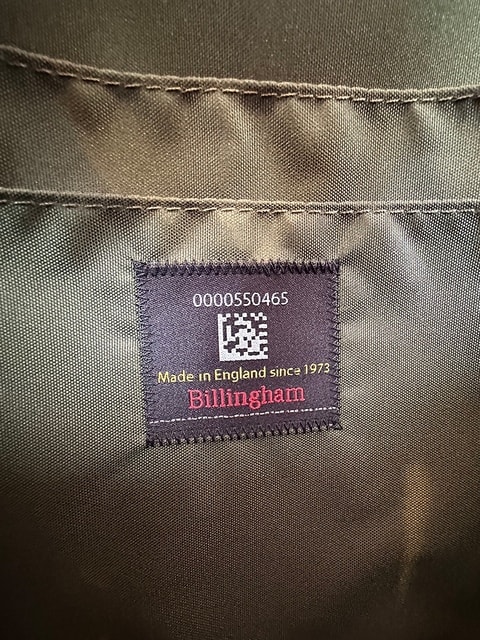 0000550465
Made in England since 1973
Billingham